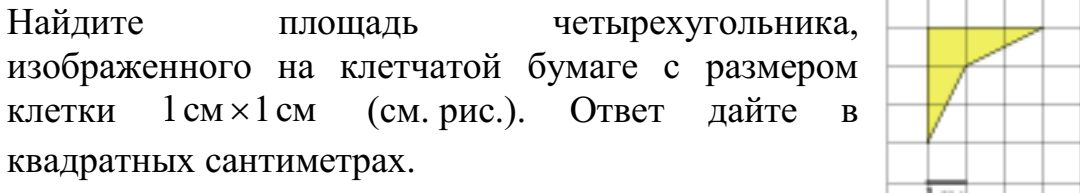 Найдите площадь четырехугольника,
изображенного на клетчатой бумаге с размером
клетки 1 см × 1 см (см. рис.). Ответ дайте в
квадратных сантиметрах.